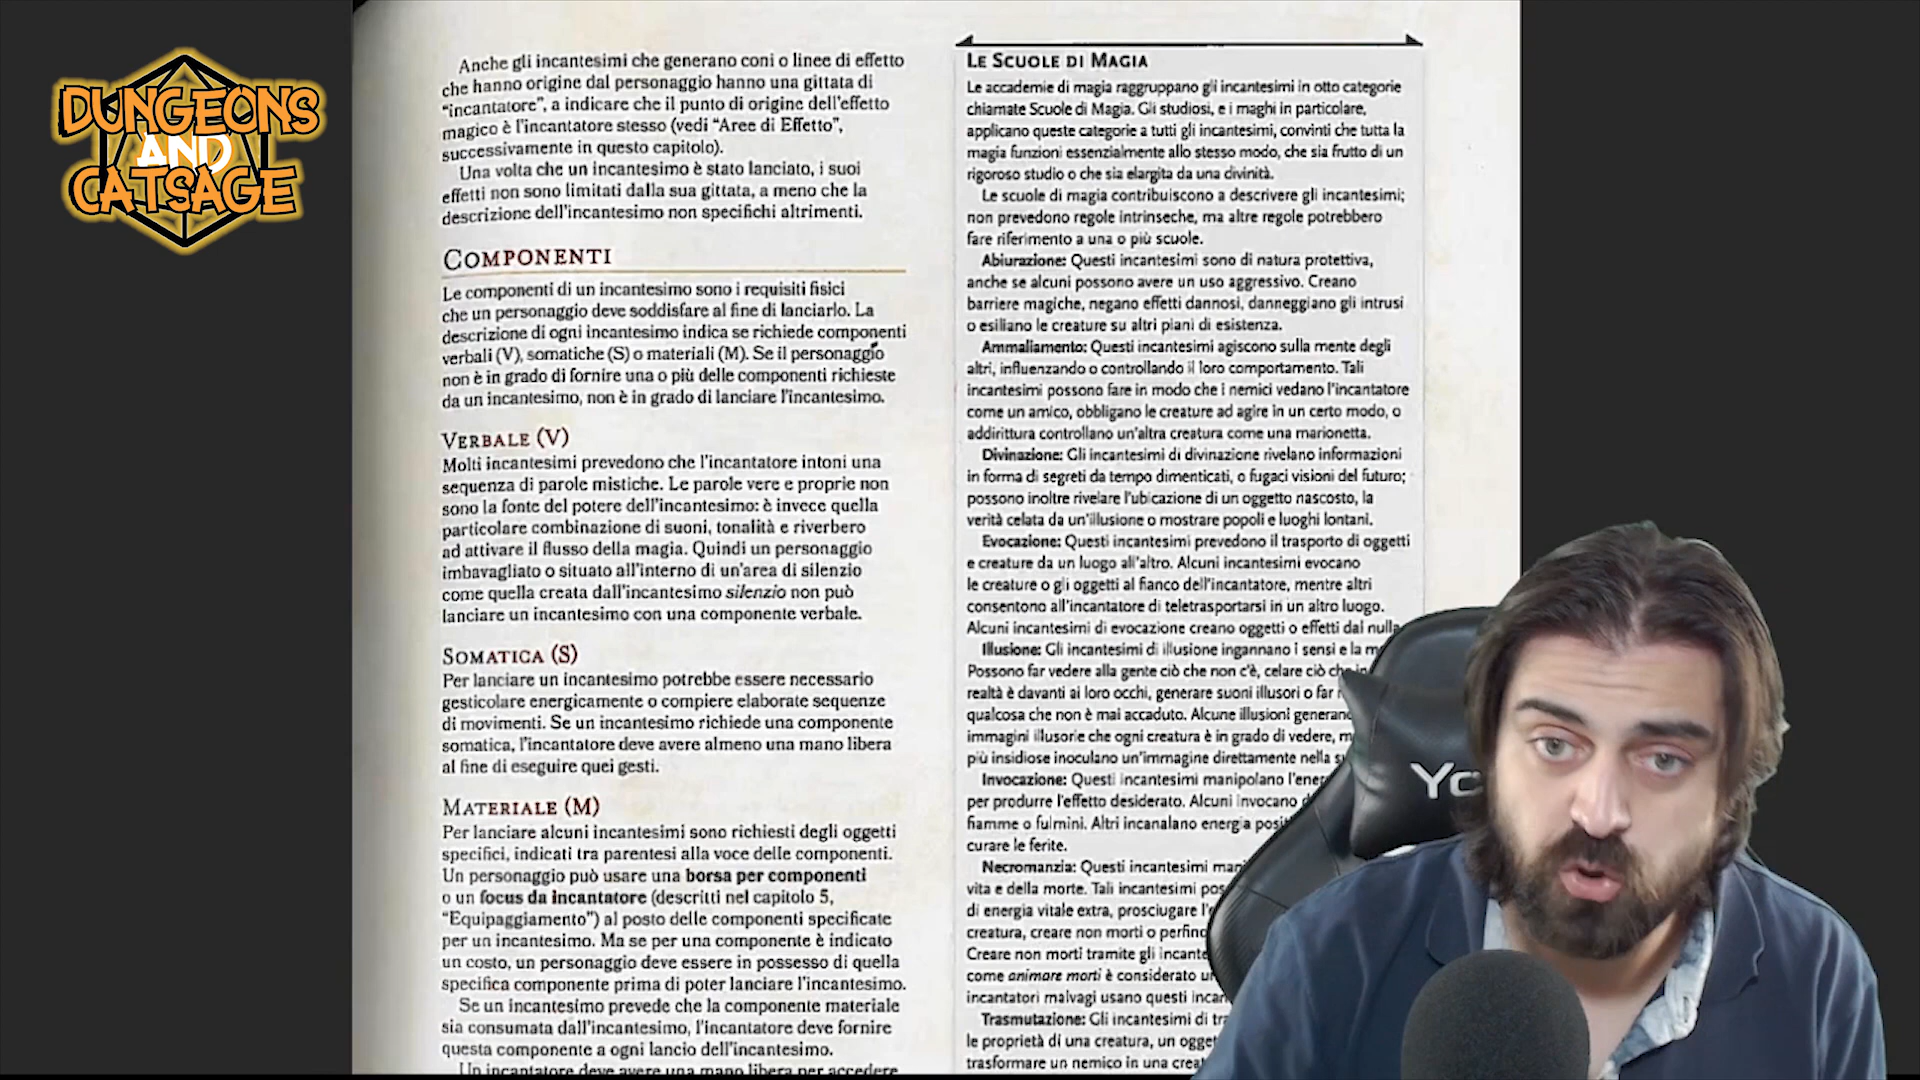 DUNGEONS
AND
CATSAGE
Anche gli incantesimi che generano coni o linee di effetto
che hanno origine dal personaggio hanno una gittata di
“incantatore”, a indicare che il punto di origine dell'effetto
magico è l'incantatore stesso (vedi “Aree di Effetto”,
successivamente in questo capitolo).
Una volta che un incantesimo è stato lanciato, i suoi
effetti non sono limitati dalla sua gittata, a meno che la
descrizione dell'incantesimo non specifichi altrimenti.
COMPONENTI
Le componenti di un incantesimo sono i requisiti fisici
che un personaggio deve soddisfare al fine di lanciarlo. La
descrizione di ogni incantesimo indica se richiede componenti
verbali (V), somatiche (S) o materiali (M). Se il personaggio
non è in grado di fornire una o più delle componenti richieste
da un incantesimo, non è in grado di lanciare l'incantesimo.
VERBALE (V)
Molti incantesimi prevedono che l'incantatore intoni una
sequenza di parole mistiche. Le parole vere e proprie non
sono la fonte del potere dell'incantesimo: è invece quella
particolare combinazione di suoni, tonalità e riverbero
ad attivare il flusso della magia. Quindi un personaggio
imbavagliato o situato all'interno di un'area di silenzio
come quella creata dall'incantesimo silenzio non può
lanciare un incantesimo con una componente verbale.
SOMATICA (S)
Per lanciare un incantesimo potrebbe essere necessario
gesticolare energicamente o compiere elaborate sequenze
di movimenti. Se un incantesimo richiede una componente
somatica, l'incantatore deve avere almeno una mano libera
al fine di eseguire quei gesti.
MATERIALE (M)
Per lanciare alcuni incantesimi sono richiesti degli oggetti
specifici, indicati tra parentesi alla voce delle componenti.
Un personaggio può usare una borsa per componenti
o un focus da incantatore (descritti nel capitolo 5,
“Equipaggiamento”) al posto delle componenti specificate
per un incantesimo. Ma se per una componente è indicato
un costo, un personaggio deve essere in possesso di quella
specifica componente prima di poter lanciare l'incantesimo.
Se un incantesimo prevede che la componente materiale
sia consumata dall'incantesimo, l'incantatore deve fornire
questa componente a ogni lancio dell'incantesimo.
Un incantatore deve avere una mano libera per accedere
LE SCUOLE DI MAGIA
Le accademie di magia raggruppano gli incantesimi in otto categorie
chiamate Scuole di Magia. Gli studiosi, e i maghi in particolare,
applicano queste categorie a tutti gli incantesimi, convinti che tutta la
magia funzioni essenzialmente allo stesso modo, che sia frutto di un
rigoroso studio o che sia elargita da una divinità.
Le scuole di magia contribuiscono a descrivere gli incantesimi;
non prevedono regole intrinseche, ma altre regole potrebbero
fare riferimento a una o più scuole.
Abiurazione: Questi incantesimi sono di natura protettiva,
anche se alcuni possono avere un uso aggressivo. Creano
barriere magiche, negano effetti dannosi, danneggiano gli intrusi
o esiliano le creature su altri piani di esistenza.
Ammaliamento: Questi incantesimi agiscono sulla mente degli
altri, influenzando o controllando il loro comportamento. Tali
incantesimi possono fare in modo che i nemici vedano l'incantatore
come un amico, obbligano le creature ad agire in un certo modo, o
addirittura controllano un'altra creatura come una marionetta.
Divinazione: Gli incantesimi di divinazione rivelano informazioni
in forma di segreti da tempo dimenticati, o fugaci visioni del futuro;
possono inoltre rivelare l'ubicazione di un oggetto nascosto, la
verità celata da un'illusione o mostrare popoli e luoghi lontani.
Evocazione: Questi incantesimi prevedono il trasporto di oggetti
e creature da un luogo all'altro. Alcuni incantesimi evocano
le creature o gli oggetti al fianco dell'incantatore, mentre altri
consentono all'incantatore di teletrasportarsi in un altro luogo.
Alcuni incantesimi di evocazione creano oggetti o effetti dal nulla
Illusione: Gli incantesimi di illusione ingannano i sensi e la
Possono far vedere alla gente ciò che non c'è, celare ciò che
realtà è davanti ai loro occhi, generare suoni illusori o far
qualcosa che non è mai accaduto. Alcune illusioni generano
immagini illusorie che ogni creatura è in grado di vedere,
più insidiose inoculano un'immagine direttamente nella
Invocazione: Questi incantesimi manipolano
per produrre l'effetto desiderato. Alcuni invocano
fiamme o fulmini. Altri incanalano energia
curare le ferite.
Necromanzia: Questi incantesimi
vita e della morte. Tali incantesimi
di energia vitale extra, prosciugare
creatura, creare non morti o perfino
Creare non morti tramite gli
come animare morti è considerato
incantatori malvagi usano questi
Trasmutazione: Gli incantesimi di
le proprietà di una creatura, un
trasformare un nemico in una